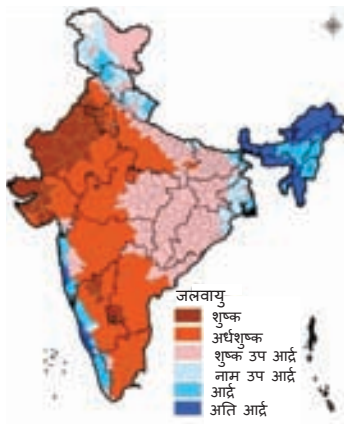 जलवायु
शुष्क
अर्धशुष्क
शुष्क उप आर्द्र
नाम उप आर्द्र
आर्द्र
अति आर्द्र